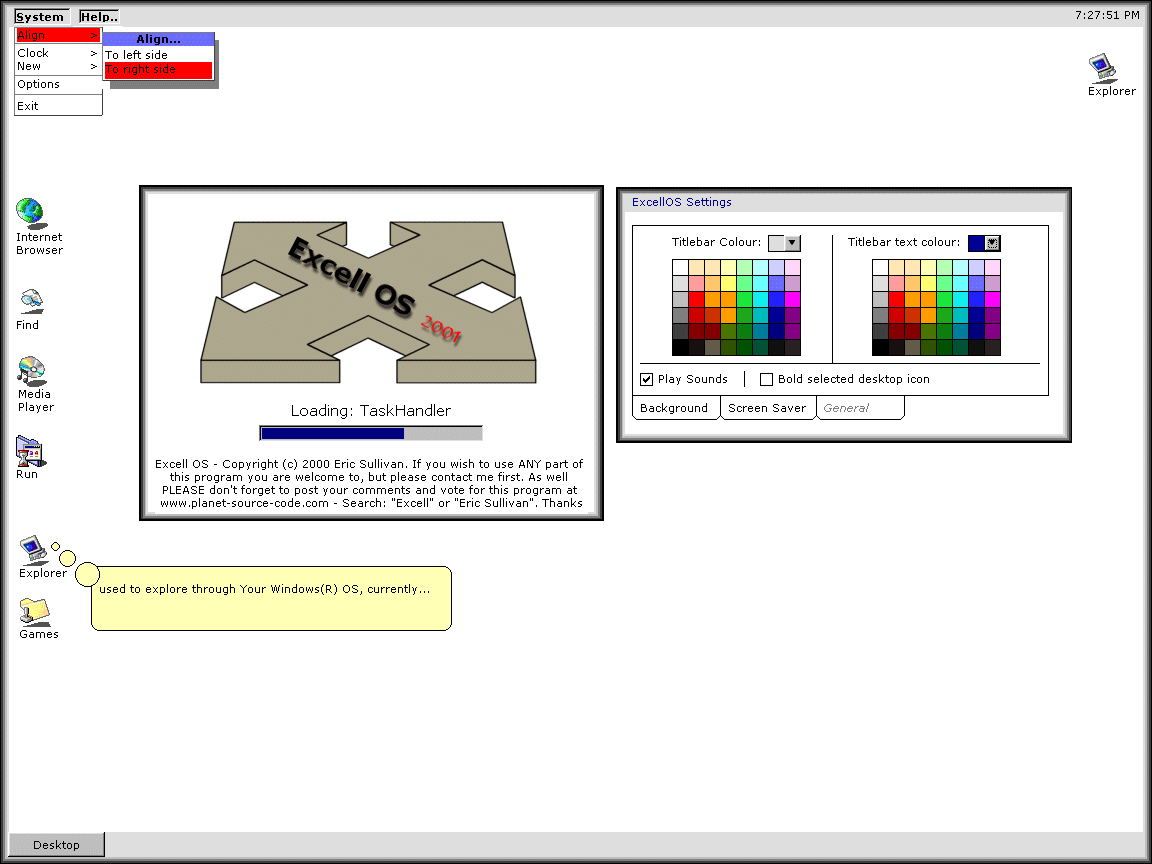 System Help..
7:27:51 PM
Align >
Clock >
New >
Options
Exit
Align...
To left side
To right side
Explorer
Internet
Browser
Find
Media
Player
Run
Explorer
Games
Excell OS
2001
Loading: TaskHandler
Excell OS - Copyright (c) 2000 Eric Sullivan. If you wish to use ANY part of
this program you are welcome to, but please contact me first. As well
PLEASE don't forget to post your comments and vote for this program at
www.planet-source-code.com - Search: "Excell" or "Eric Sullivan". Thanks
ExcellOS Settings
Titlebar Colour:
Titlebar text colour:
Play Sounds
Bold selected desktop icon
Background
Screen Saver
General
used to explore through Your Windows(R) OS, currently...
Desktop